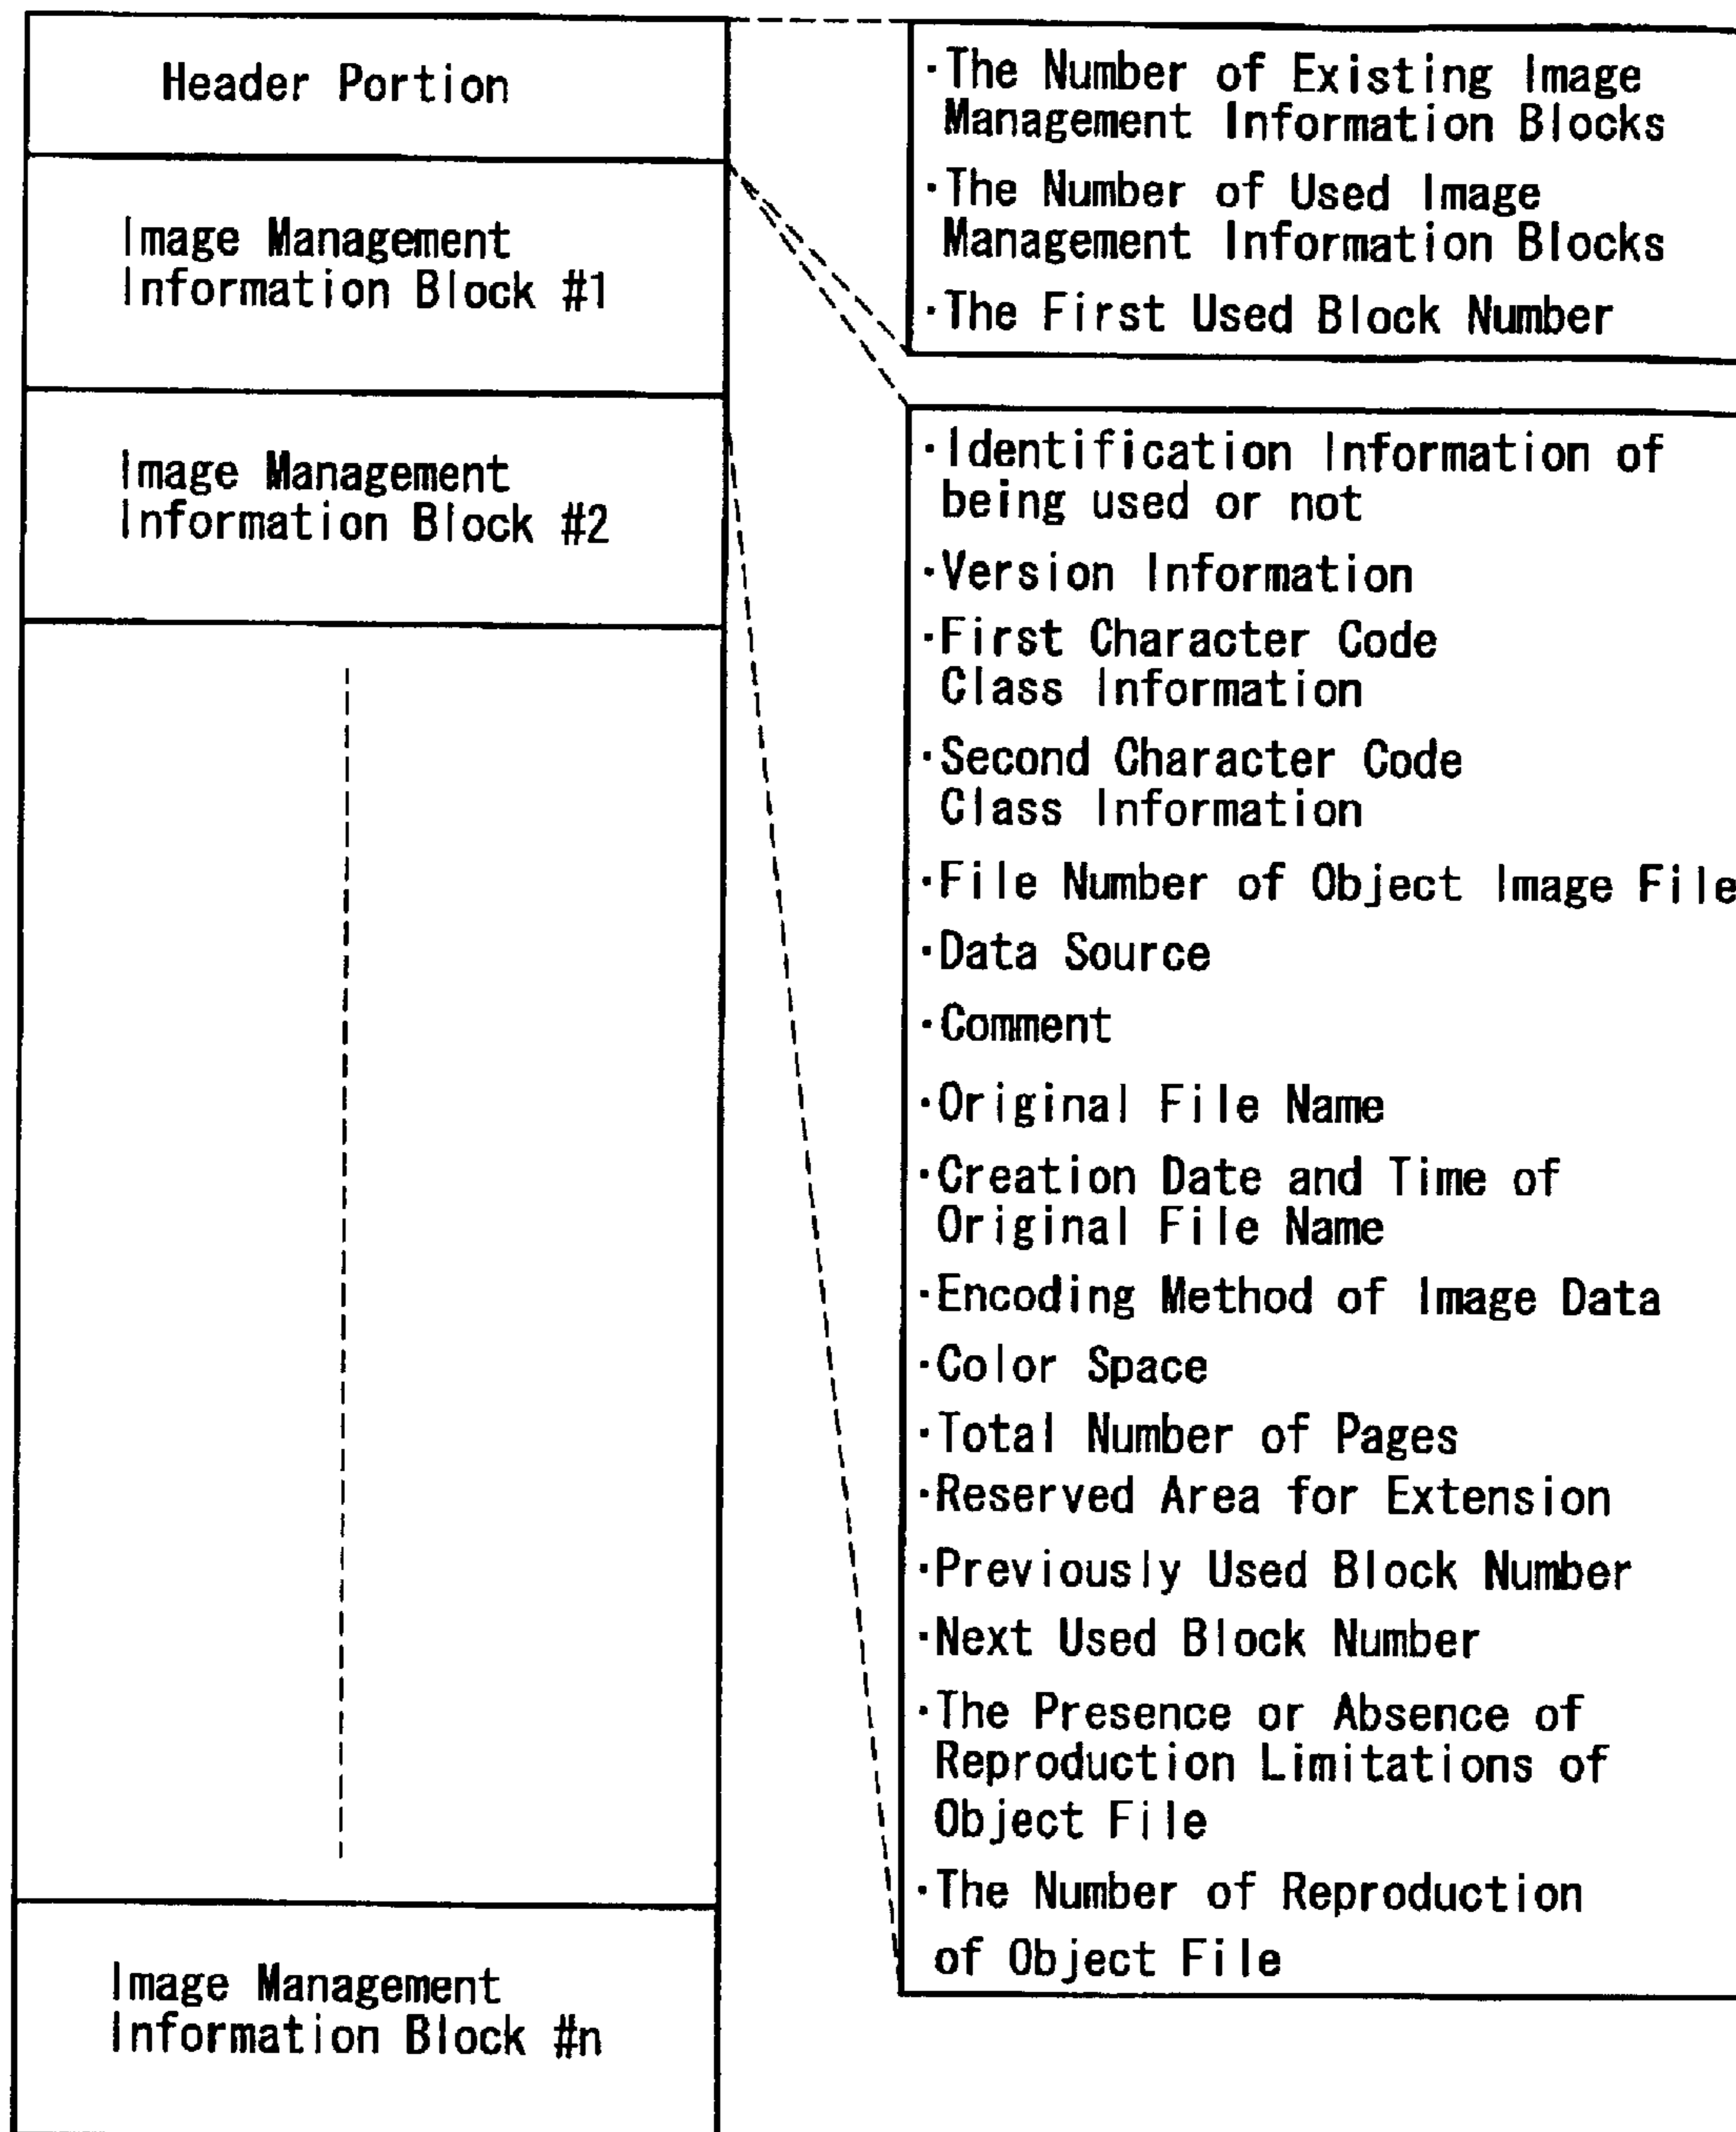 Header Portion
Image Management
Information Block #1
Image Management
Information Block #2
Image Management
Information Block #n
·The Number of Existing Image
Management Information Blocks
·The Number of Used Image
Management Information Blocks
·The First Used Block Number
·Identification Information of
being used or not
·Version Information
·First Character Code
Class Information
·Second Character Code
Class Information
·File Number of Object Image File
·Data Source
·Comment
·Original File Name
·Creation Date and Time of
Original File Name
·Encoding Method of Image Data
·Color Space
·Total Number of Pages
·Reserved Area for Extension
·Previously Used Block Number
·Next Used Block Number
·The Presence or Absence of
Reproduction Limitations of
Object File
·The Number of Reproduction
of Object File